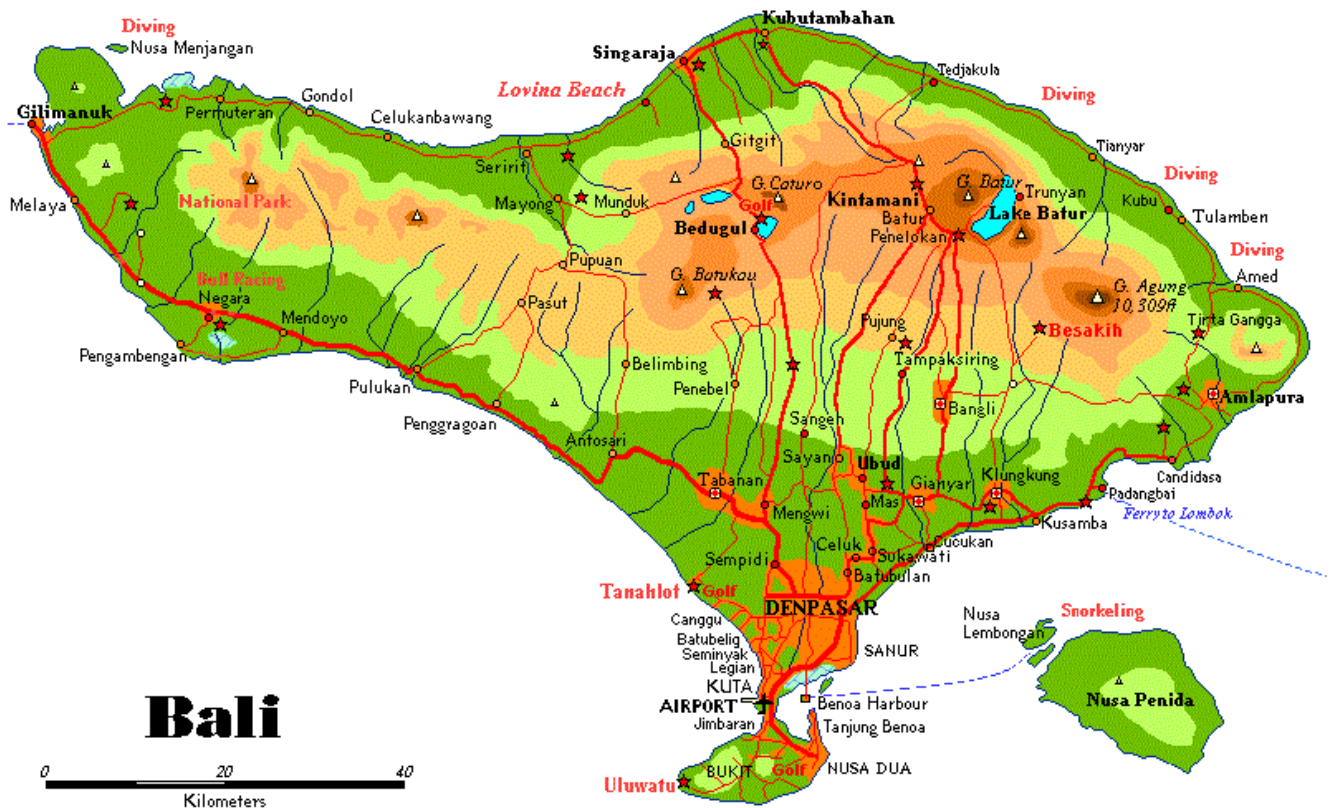 Diving
Nusa Menjangan
Kubutambahan
Singaraja
Tedjakula
Lovina Beach
Diving
Gilimanuk
Permuteran
Gondol
Celukanbawang
Gitgit
Seririt
Tianyar
Diving
National Park
Melaya
Mayong
Munduk
G. Caturo
Golf
Kintamani
G. Batur
Trunyan
Lake Batur
Kubu
Tulamben
Bedugul
Batur
Penelokan
Diving
Pupuan
Bull Racing
G. Batukau
G. Agung
10,309ft
Amed
Negara
Pasut
Mendoyo
Pujung
Besakih
Tirta Gangga
Pengambengan
Tampaksiring
Pulukan
Belimbing
Penebel
Bangli
Amlapura
Penggragoan
Sangeh
Antosari
Sayan
Ubud
Tabanan
Gianyar
Klungkung
Candidasa
Mengwi
Mas
Padangbai
Ferry to Lombok
Kusamba
Cucukan
Celuk
Sukawati
Sempidi
Batubulan
Tanahlot
Golf
DENPASAR
Canggu
Nusa
Lembongan
Snorkeling
Batubelig
Seminyak
Legian
SANUR
KUTA
AIRPORT
Benoa Harbour
Nusa Penida
Jimbaran
Tanjung Benoa
Bali
BUKIT
Golf
NUSA DUA
Uluwatu
0 20 40
Kilometers